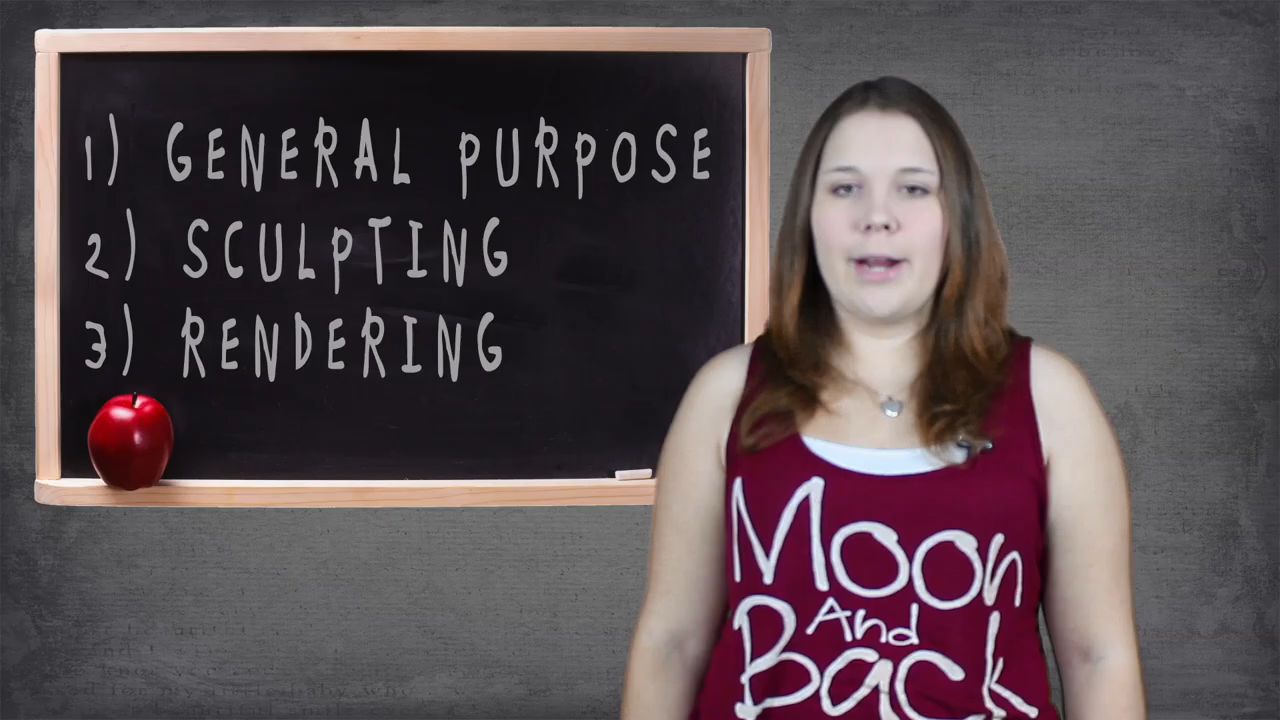 1) GENERAL PURPOSE
2) SCULPTING
3) RENDERING
Moon
And
Back